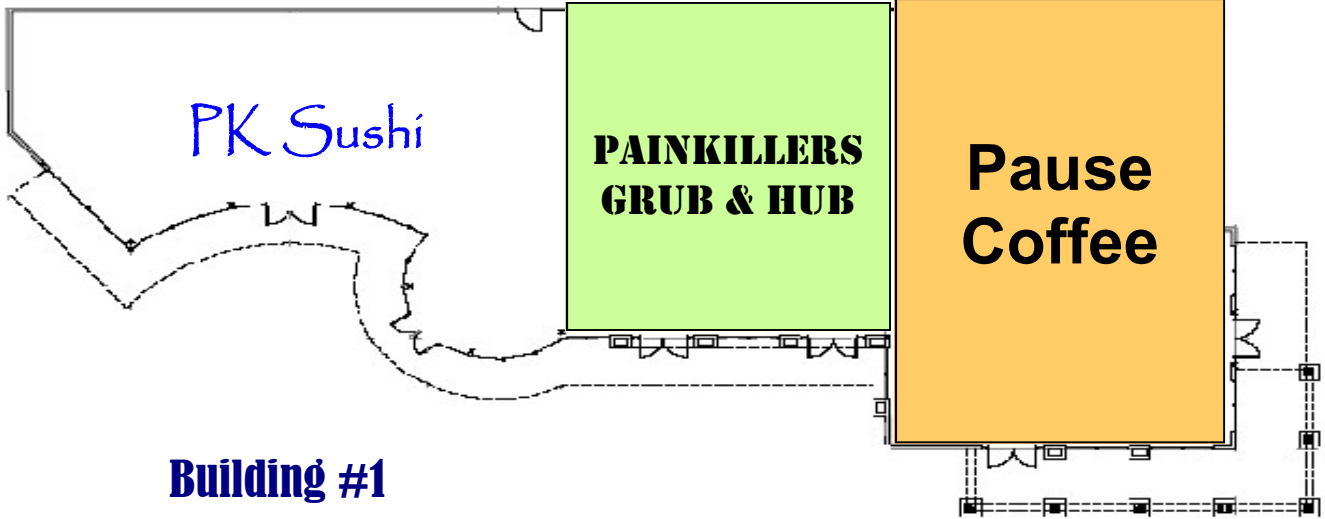 PK Sushi
PAINKILLERS
GRUB & HUB
Pause
Coffee
Building #1